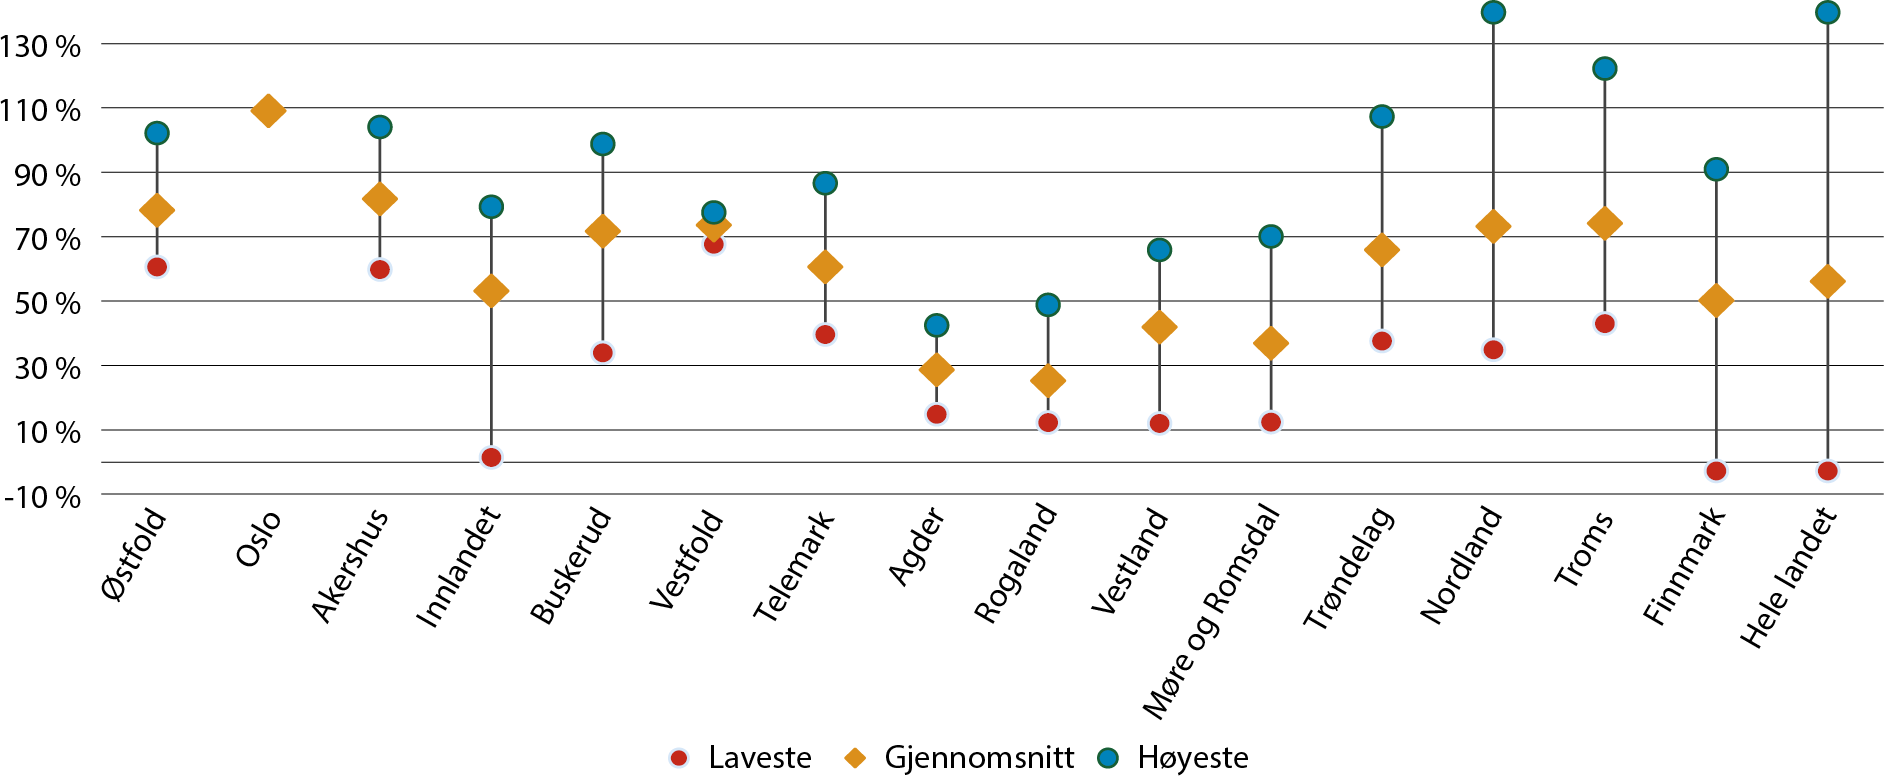 130 %
110 %
90 %
70 %
50 %
30 %
10 %
-10 %
Østfold
Oslo
Akershus
Innlandet
Buskerud
Vestfold
Telemark
Agder
Rogaland
Vestland
Møre og Romsdal
Trøndelag
Nordland
Troms
Finnmark
Hele landet
Laveste Gjennomsnitt Høyeste